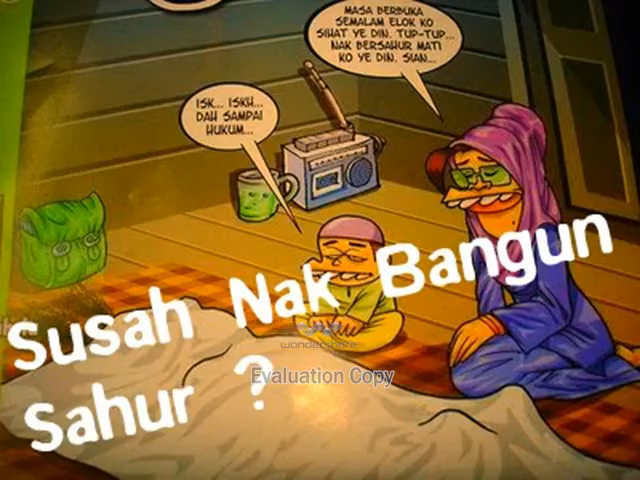 MASA BERBUKA
SEMALAM ELOK KO
SIHAT YE DIN. TUP-TUP...
NAK BERSAHUR MATI
KO YE DIN. SIAN...
ISK... ISKH...
DAH SAMPAI
HUKUM...
Susah Nak Bangun
Sahur ?
wondershare
Evaluation Copy